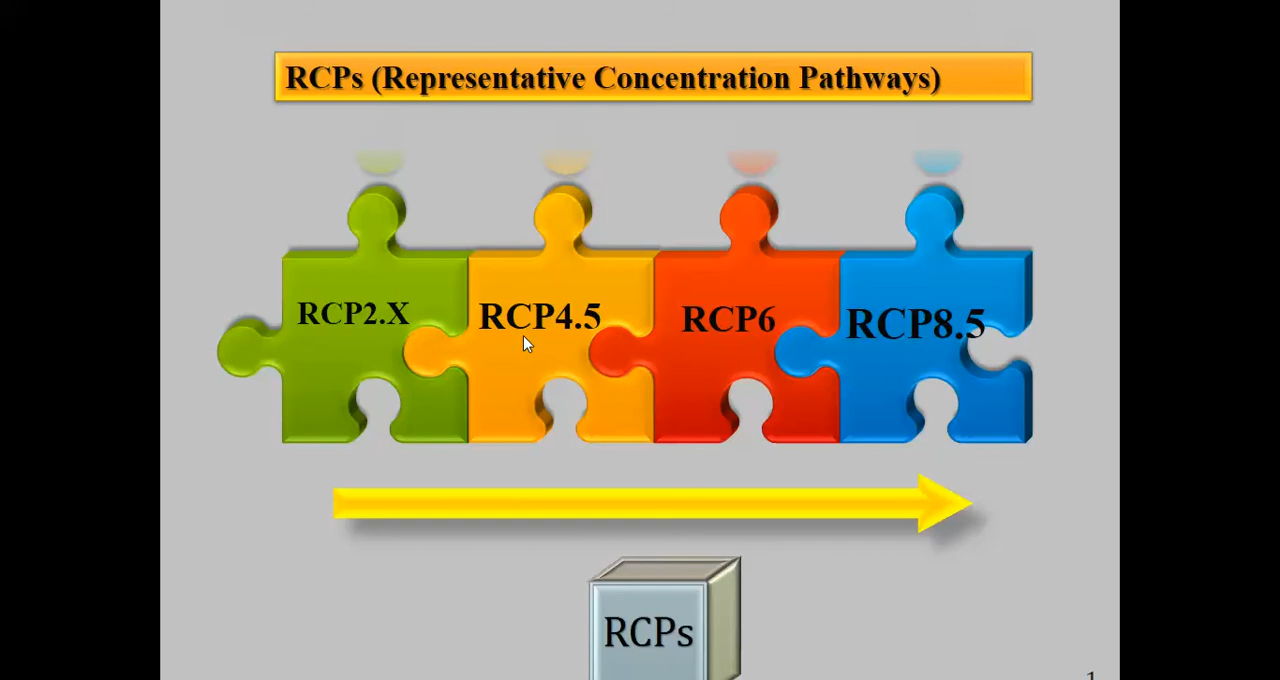 RCPs (Representative Concentration Pathways)
RCP2.X
RCP4.5
RCP6
RCP8.5
RCPs
1